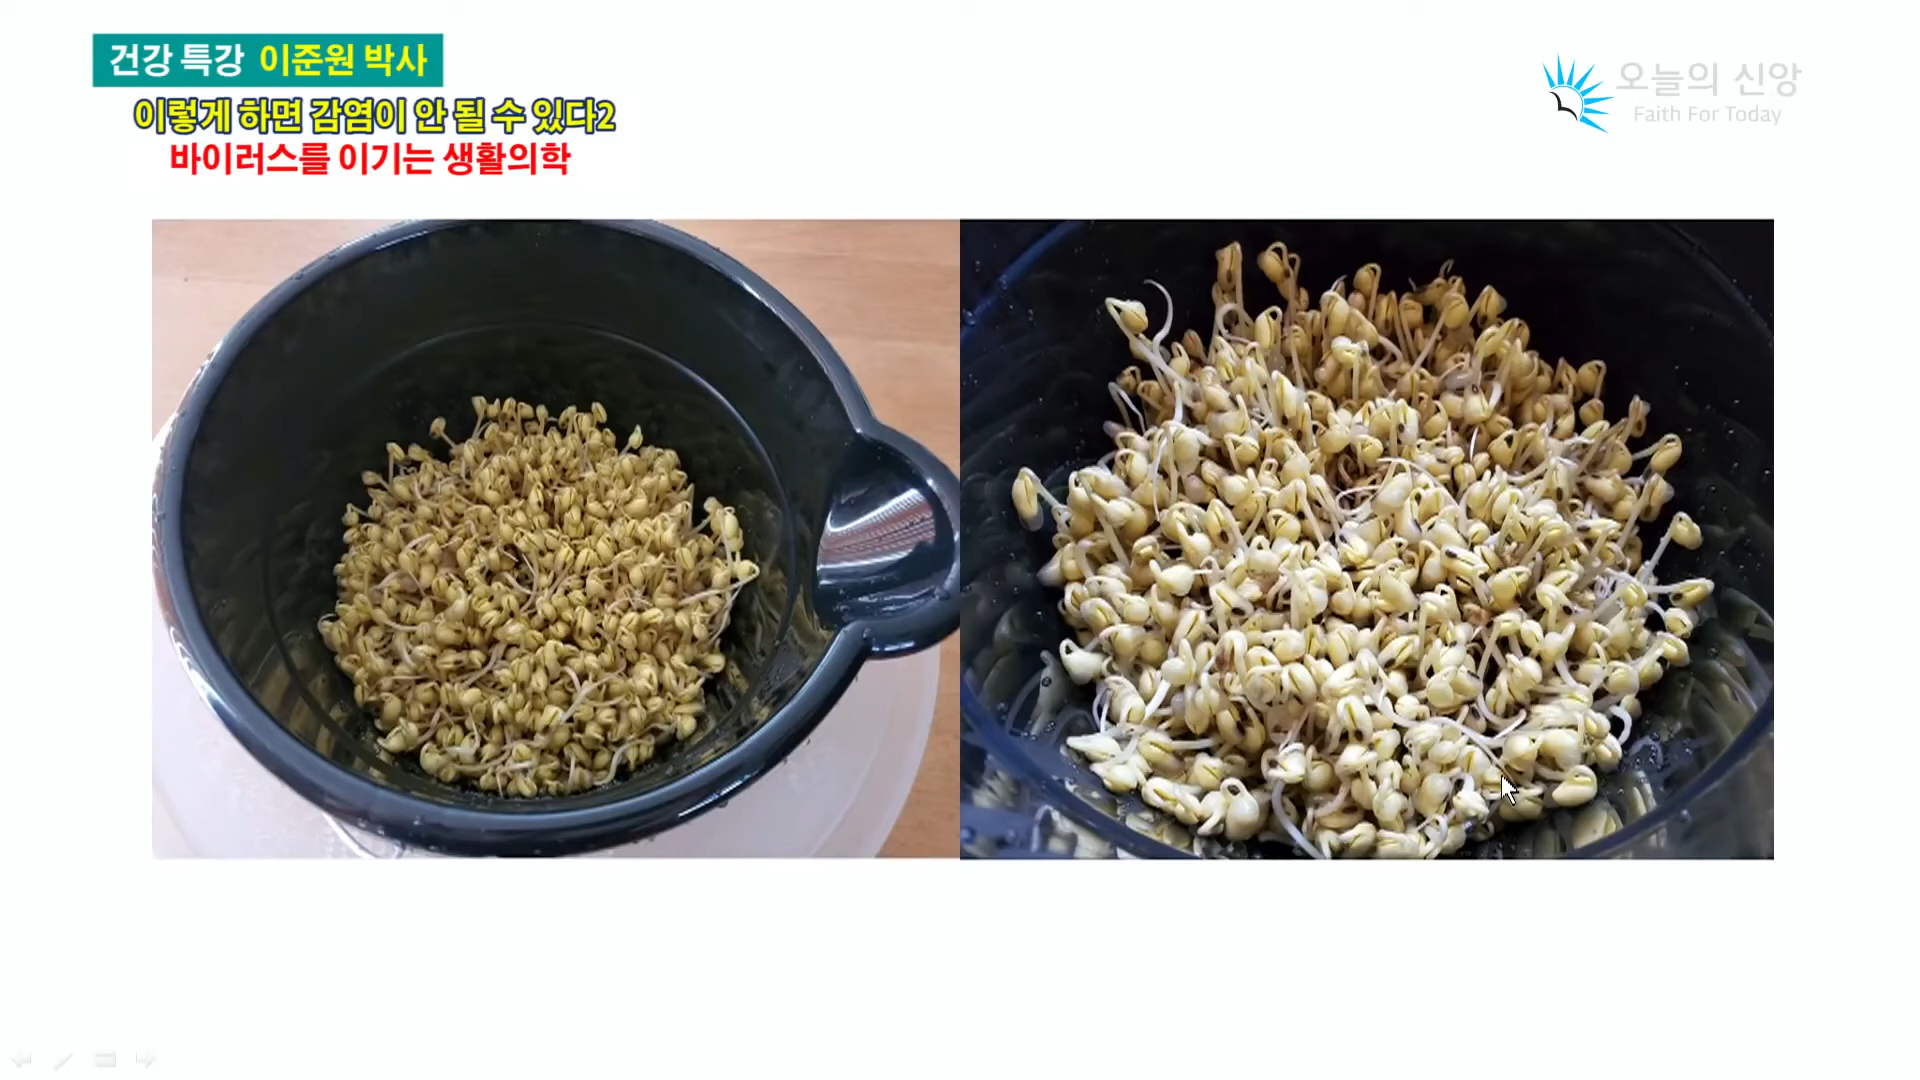 건강 특강 이준원 박사
이렇게 하면 감염이 안 될 수 있다2
바이러스를 이기는 생활의학
오늘의 신앙
Faith For Today